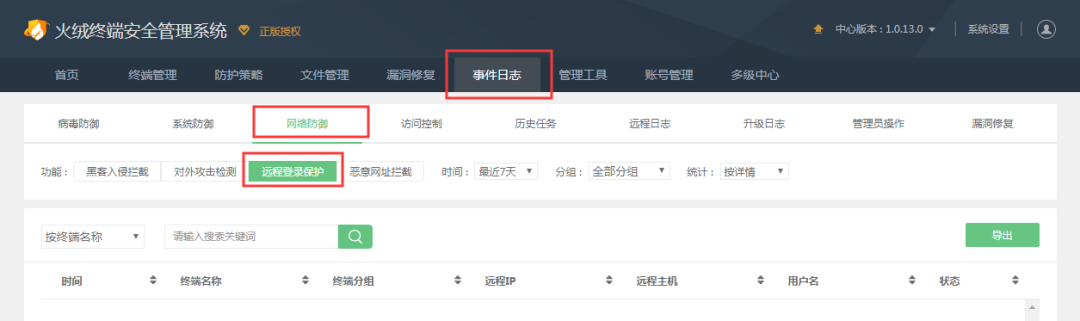 火绒终端安全管理系统 正版授权 中心版本：1.0.13.0 系统设置
首页 终端管理 防护策略 文件管理 漏洞修复 事件日志 管理工具 账号管理 多级中心
病毒防御 系统防御 网络防御 访问控制 历史任务 远程日志 升级日志 管理员操作 漏洞修复
功能： 黑客入侵拦截 对外攻击检测 远程登录保护 恶意网址拦截 时间： 最近7天 分组： 全部分组 统计： 按详情
按终端名称 请输入搜索关键词 导出
时间 终端名称 终端分组 远程IP 远程主机 用户名 状态